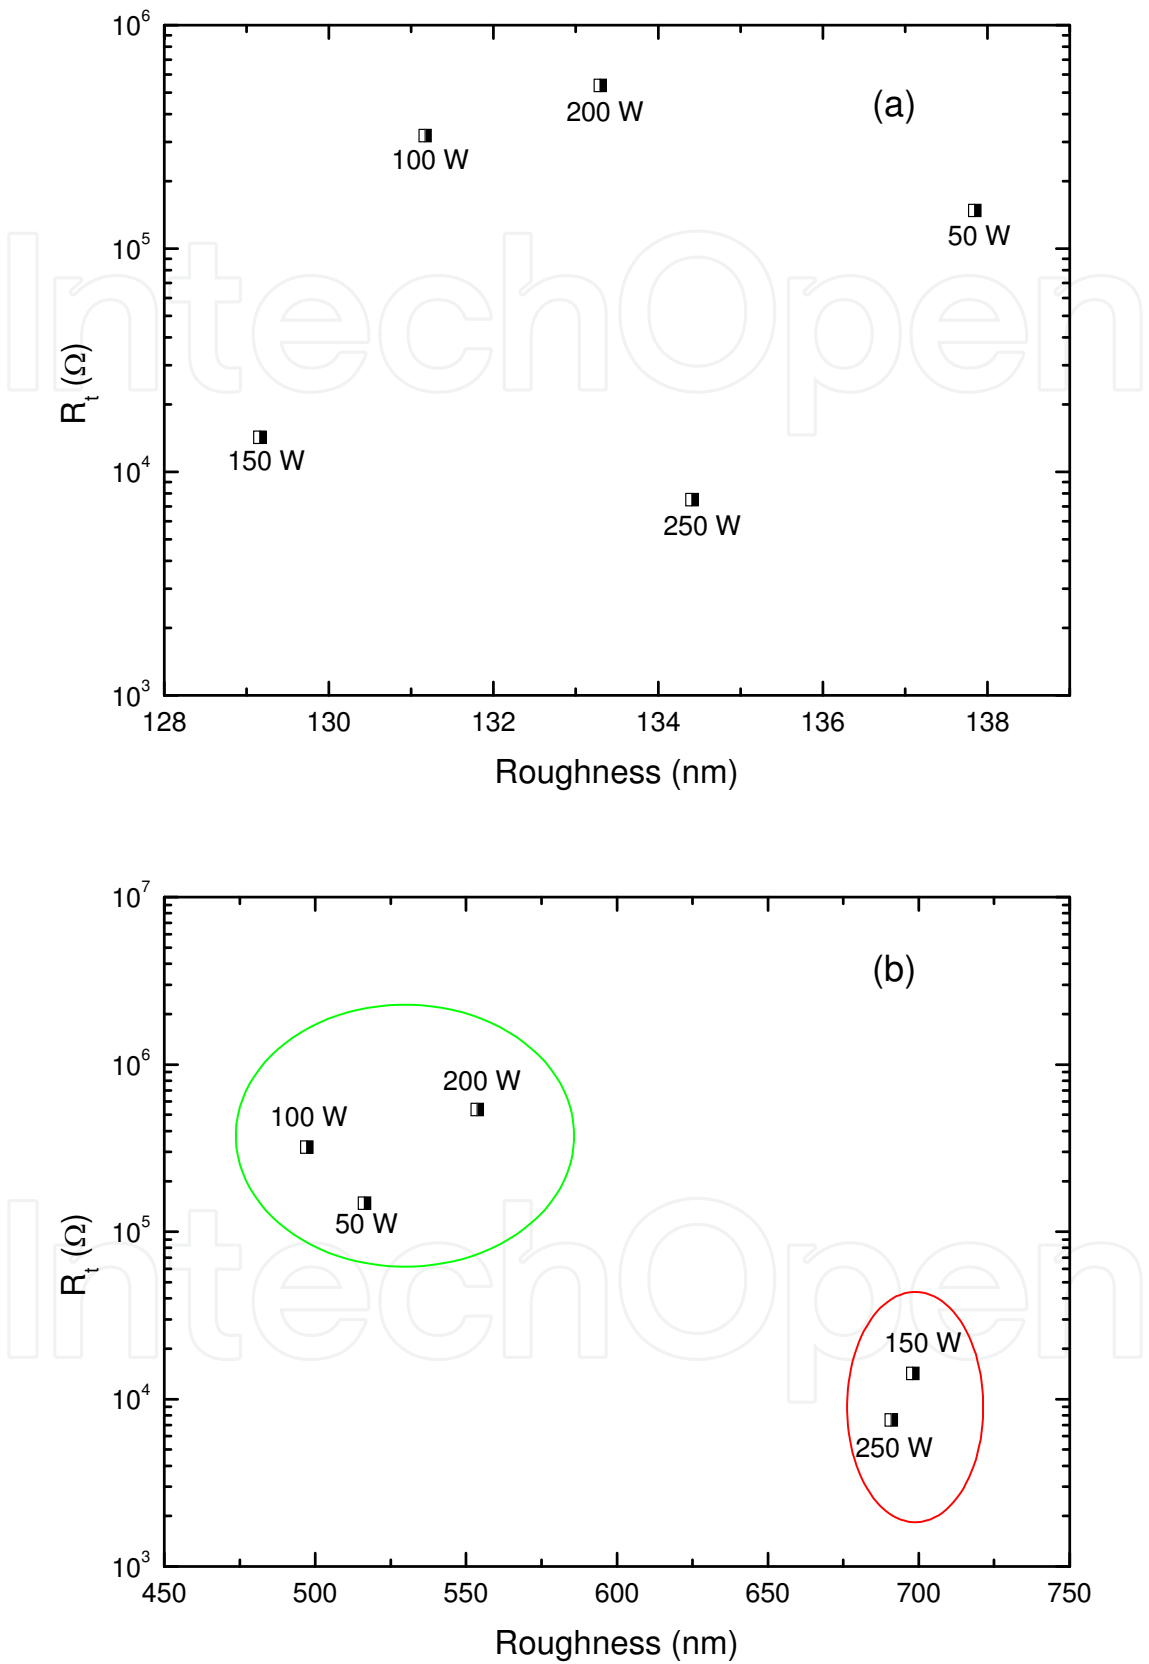 10^6
200 W
(a)
100 W
50 W
10^5
IntechOpen
R_t (Ω)
150 W
10^4
250 W
10^3
128 130 132 134 136 138
Roughness (nm)
10^7
(b)
10^6
200 W
100 W
50 W
10^5
IntechOpen
R_t (Ω)
150 W
10^4
250 W
10^3
450 500 550 600 650 700 750
Roughness (nm)